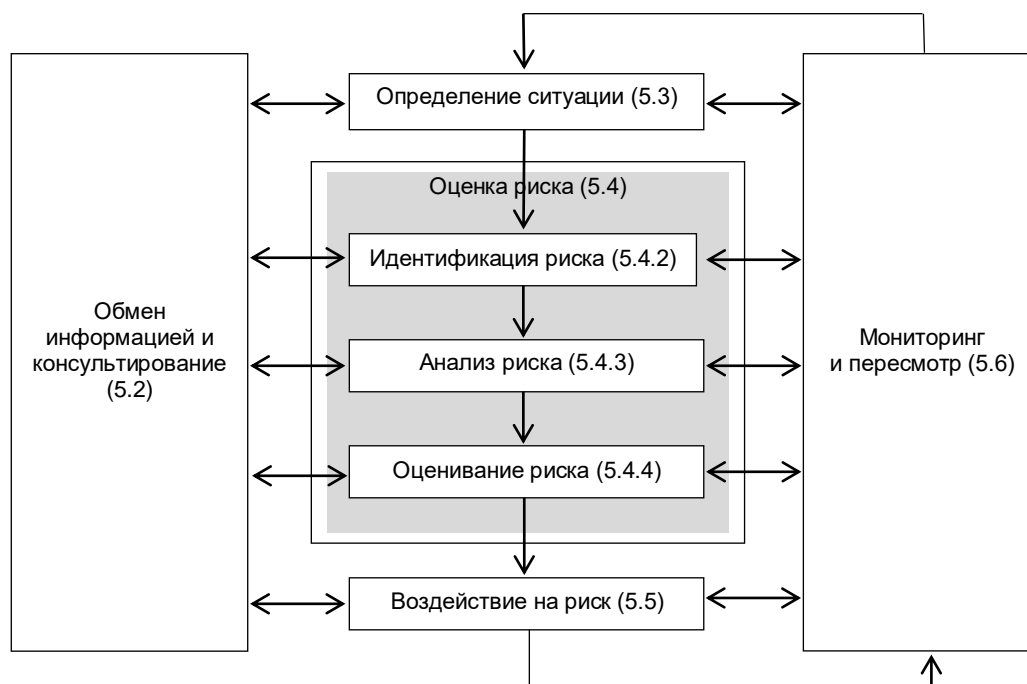 Определение ситуации (5.3)
Оценка риска (5.4)
Идентификация риска (5.4.2)
Обмен
информацией и
консультирование
(5.2)
Анализ риска (5.4.3)
Мониторинг
и пересмотр (5.6)
Оценивание риска (5.4.4)
Воздействие на риск (5.5)